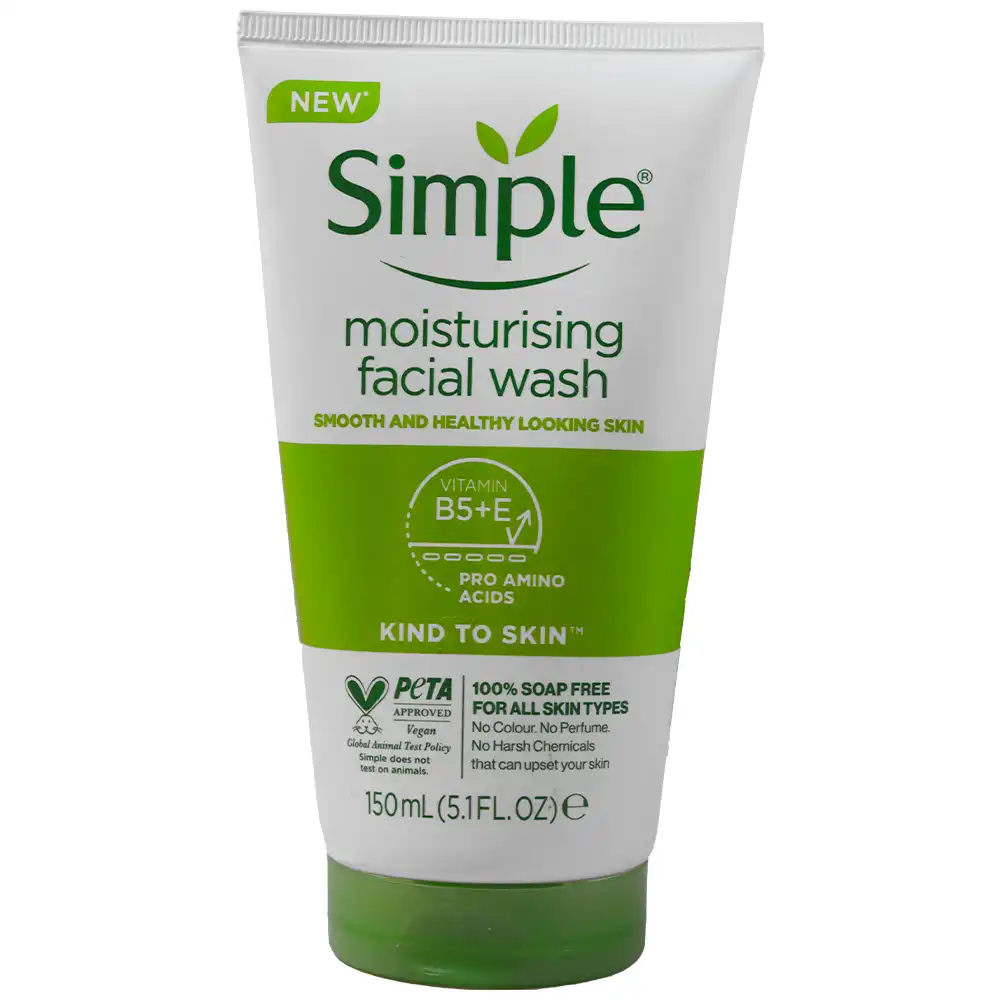 NEW*
Simple®
moisturising
facial wash
SMOOTH AND HEALTHY LOOKING SKIN
VITAMIN
B5+E
PRO AMINO
ACIDS
KIND TO SKIN™
PETA
APPROVED
Vegan
Global Animal Test Policy
Simple does not
test on animals.
100% SOAP FREE
FOR ALL SKIN TYPES
No Colour. No Perfume.
No Harsh Chemicals
that can upset your skin
150mL (5.1FL.OZ) ℮